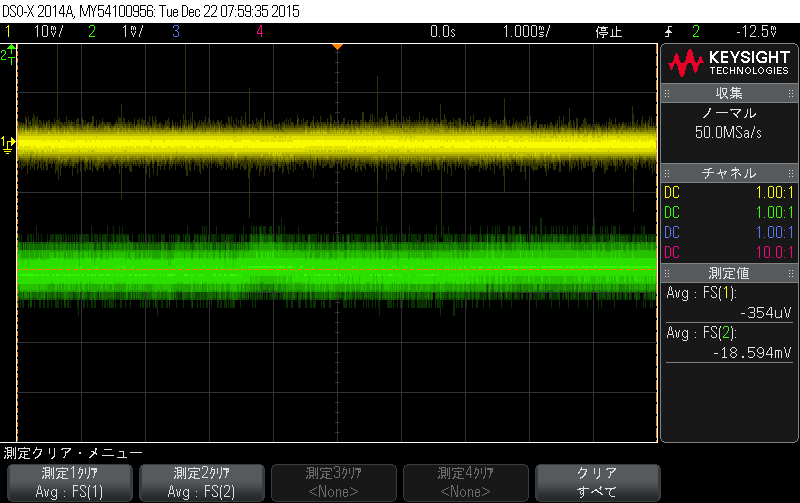 DSO-X 2014A, MY54100956: Tue Dec 22 07:59:35 2015
1 10mV/ 2 1mV/ 3 4 0.0s 1.000s/ 停止 2 -12.5mV
2 T
KEYSIGHT
TECHNOLOGIES
収集
ノーマル
50.0MSa/s
チャネル
DC 1.00:1
DC 1.00:1
DC 1.00:1
DC 10.0:1
測定値
Avg : FS(1):
-354uV
Avg : FS(2):
-18.594mV
1
測定クリア・メニュー
測定1クリア
Avg : FS(1)
測定2クリア
Avg : FS(2)
測定3クリア
<None>
測定4クリア
<None>
クリア
すべて